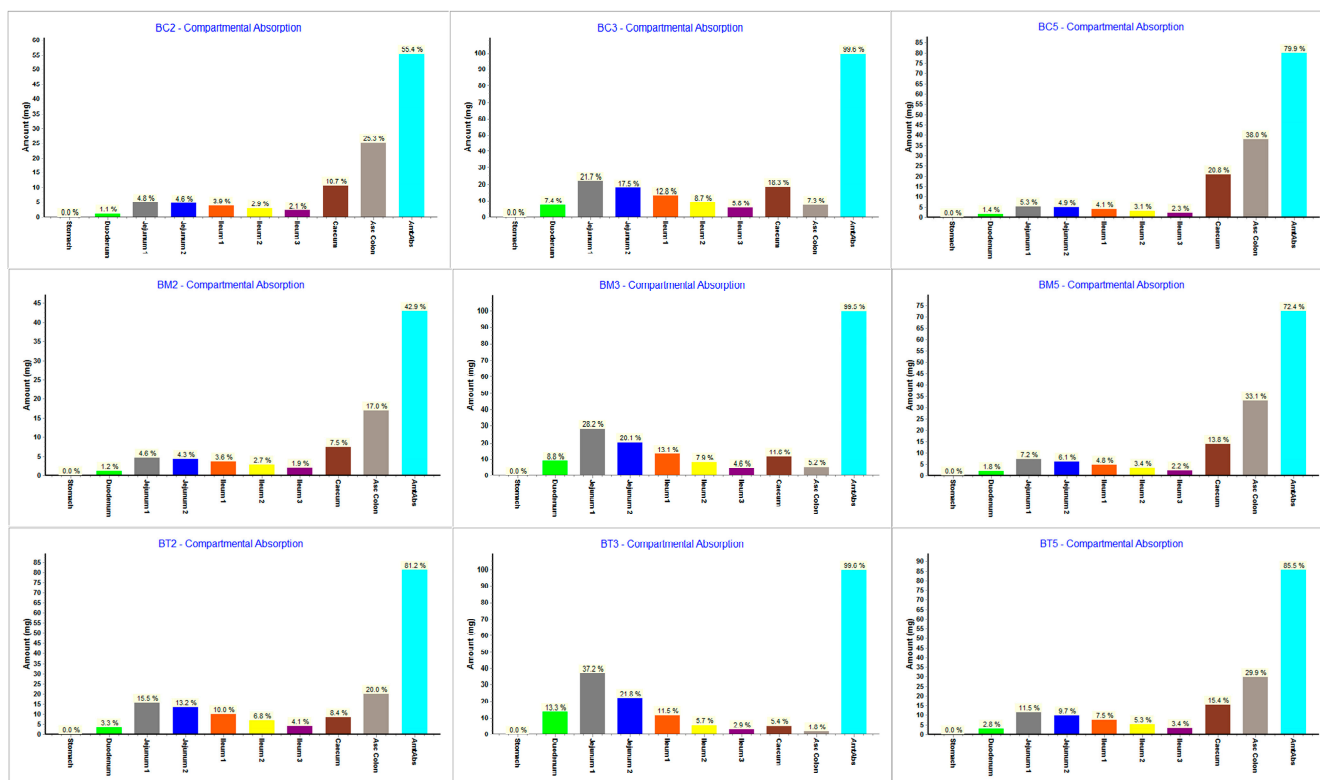 BC2 - Compartmental Absorption
Amount (mg)
60
55
50
45
40
35
30
25
20
15
10
5
0
0.0 %
1.1 %
4.8 %
4.6 %
3.9 %
2.9 %
2.1 %
10.7 %
25.3 %
55.4 %
Stomach
Duodenum
Jejunum 1
Jejunum 2
Ileum 1
Ileum 2
Ileum 3
Caecum
Asc Colon
AmtAbs
BC3 - Compartmental Absorption
Amount (mg)
100
90
80
70
60
50
40
30
20
10
0
0.0 %
7.4 %
21.7 %
17.5 %
12.8 %
8.7 %
5.6 %
18.3 %
7.3 %
99.6 %
Stomach
Duodenum
Jejunum 1
Jejunum 2
Ileum 1
Ileum 2
Ileum 3
Caecum
Asc Colon
AmtAbs
BC5 - Compartmental Absorption
Amount (mg)
85
80
75
70
65
60
55
50
45
40
35
30
25
20
15
10
5
0
0.0 %
1.4 %
5.3 %
4.9 %
4.1 %
3.1 %
2.3 %
20.8 %
38.0 %
79.9 %
Stomach
Duodenum
Jejunum 1
Jejunum 2
Ileum 1
Ileum 2
Ileum 3
Caecum
Asc Colon
AmtAbs
BM2 - Compartmental Absorption
Amount (mg)
45
40
35
30
25
20
15
10
5
0
0.0 %
1.2 %
4.6 %
4.3 %
3.6 %
2.7 %
1.9 %
7.5 %
17.0 %
42.9 %
Stomach
Duodenum
Jejunum 1
Jejunum 2
Ileum 1
Ileum 2
Ileum 3
Caecum
Asc Colon
AmtAbs
BM3 - Compartmental Absorption
Amount (mg)
100
90
80
70
60
50
40
30
20
10
0
0.0 %
8.8 %
28.2 %
20.1 %
13.1 %
7.9 %
4.6 %
11.6 %
5.2 %
99.5 %
Stomach
Duodenum
Jejunum 1
Jejunum 2
Ileum 1
Ileum 2
Ileum 3
Caecum
Asc Colon
AmtAbs
BM5 - Compartmental Absorption
Amount (mg)
75
70
65
60
55
50
45
40
35
30
25
20
15
10
5
0
0.0 %
1.8 %
7.2 %
6.1 %
4.8 %
3.4 %
2.2 %
13.8 %
33.1 %
72.4 %
Stomach
Duodenum
Jejunum 1
Jejunum 2
Ileum 1
Ileum 2
Ileum 3
Caecum
Asc Colon
AmtAbs
BT2 - Compartmental Absorption
Amount (mg)
85
80
75
70
65
60
55
50
45
40
35
30
25
20
15
10
5
0
0.0 %
3.3 %
15.5 %
13.2 %
10.0 %
6.8 %
4.1 %
8.4 %
20.0 %
81.2 %
Stomach
Duodenum
Jejunum 1
Jejunum 2
Ileum 1
Ileum 2
Ileum 3
Caecum
Asc Colon
AmtAbs
BT3 - Compartmental Absorption
Amount (mg)
100
90
80
70
60
50
40
30
20
10
0
0.0 %
13.3 %
37.2 %
21.8 %
11.5 %
5.7 %
2.9 %
5.4 %
1.8 %
99.6 %
Stomach
Duodenum
Jejunum 1
Jejunum 2
Ileum 1
Ileum 2
Ileum 3
Caecum
Asc Colon
AmtAbs
BT5 - Compartmental Absorption
Amount (mg)
90
85
80
75
70
65
60
55
50
45
40
35
30
25
20
15
10
5
0
0.0 %
2.8 %
11.5 %
9.7 %
7.5 %
5.3 %
3.4 %
15.4 %
29.9 %
85.5 %
Stomach
Duodenum
Jejunum 1
Jejunum 2
Ileum 1
Ileum 2
Ileum 3
Caecum
Asc Colon
AmtAbs